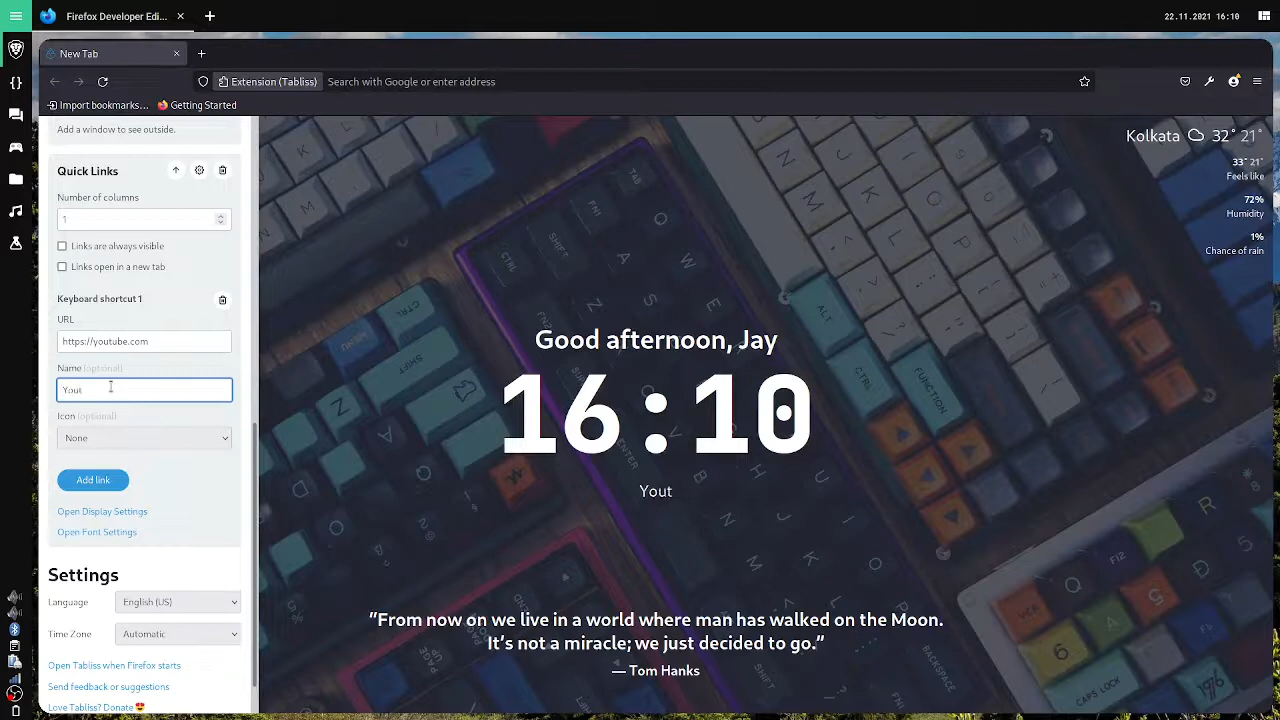 Firefox Developer Edi...
22.11.2021 16:10
New Tab
Extension (Tabliss)
Search with Google or enter address
Import bookmarks...
Getting Started
Add a window to see outside.
Quick Links
Number of columns
1
Links are always visible
Links open in a new tab
Keyboard shortcut 1
URL
https://youtube.com
Name (optional)
Yout
Icon (optional)
None
Add link
Open Display Settings
Open Font Settings
Settings
Language
English (US)
Time Zone
Automatic
Open Tabliss when Firefox starts
Send feedback or suggestions
Love Tabliss? Donate
Kolkata 32° 21°
33° 21°
Feels like
72%
Humidity
1%
Chance of rain
Good afternoon, Jay
16:10
Yout
"From now on we live in a world where man has walked on the Moon.
It's not a miracle; we just decided to go."
— Tom Hanks